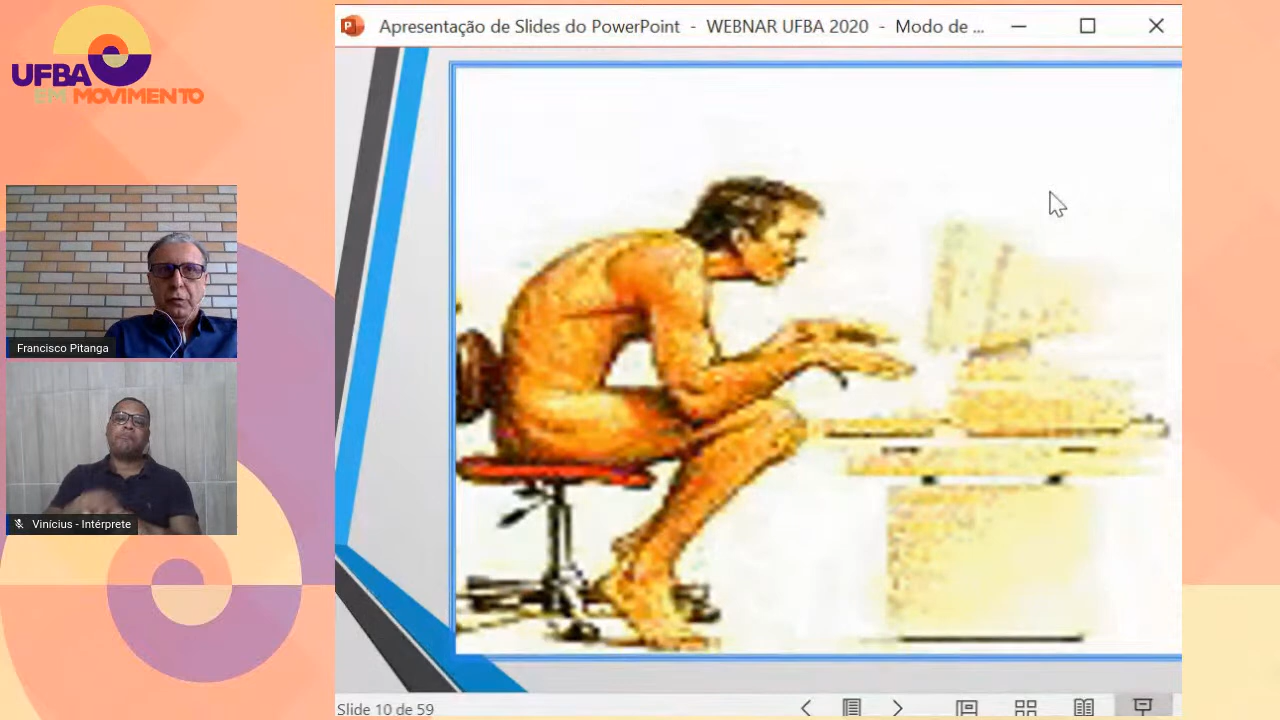 UFBA
EM MOVIMENTO
Apresentação de Slides do PowerPoint - WEBNAR UFBA 2020 - Modo de ...
Francisco Pitanga
Vinícius - Intérprete
Slide 10 de 59